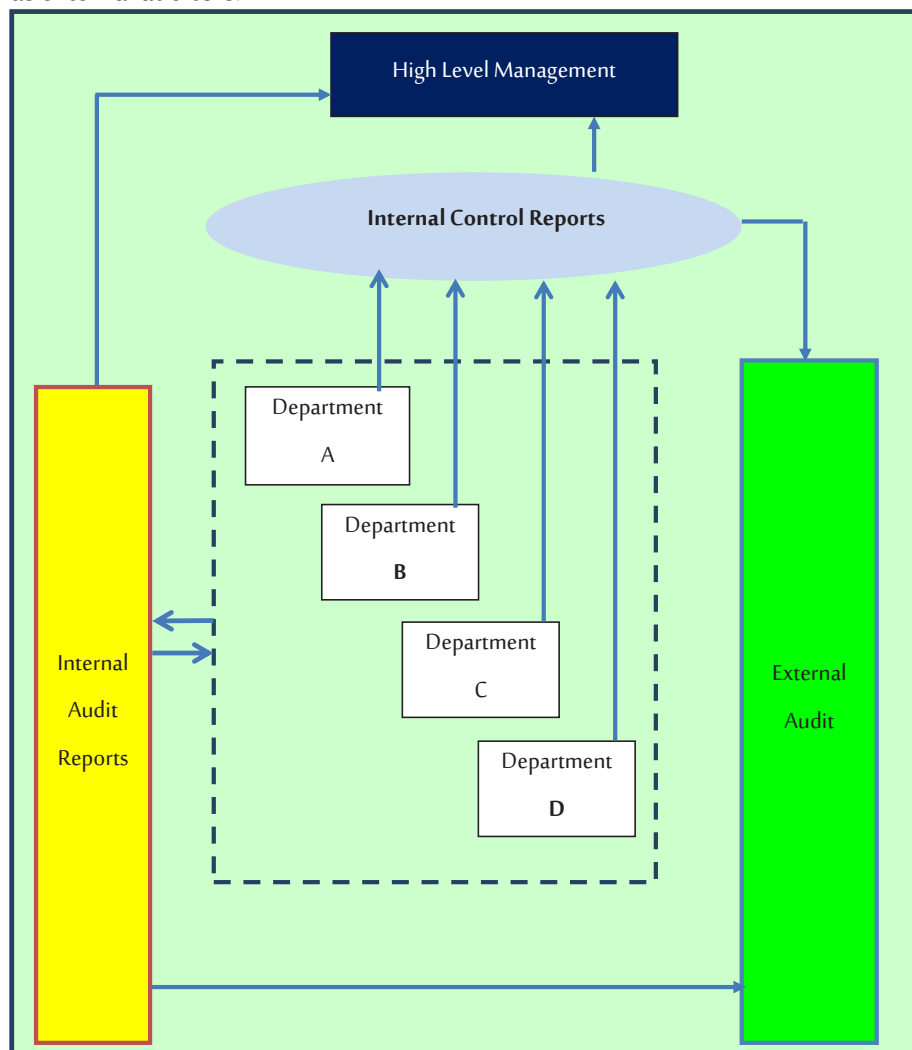 High Level Management
Internal Control Reports
Department
A
Department
B
Department
C
Department
D
Internal
Audit
Reports
External
Audit